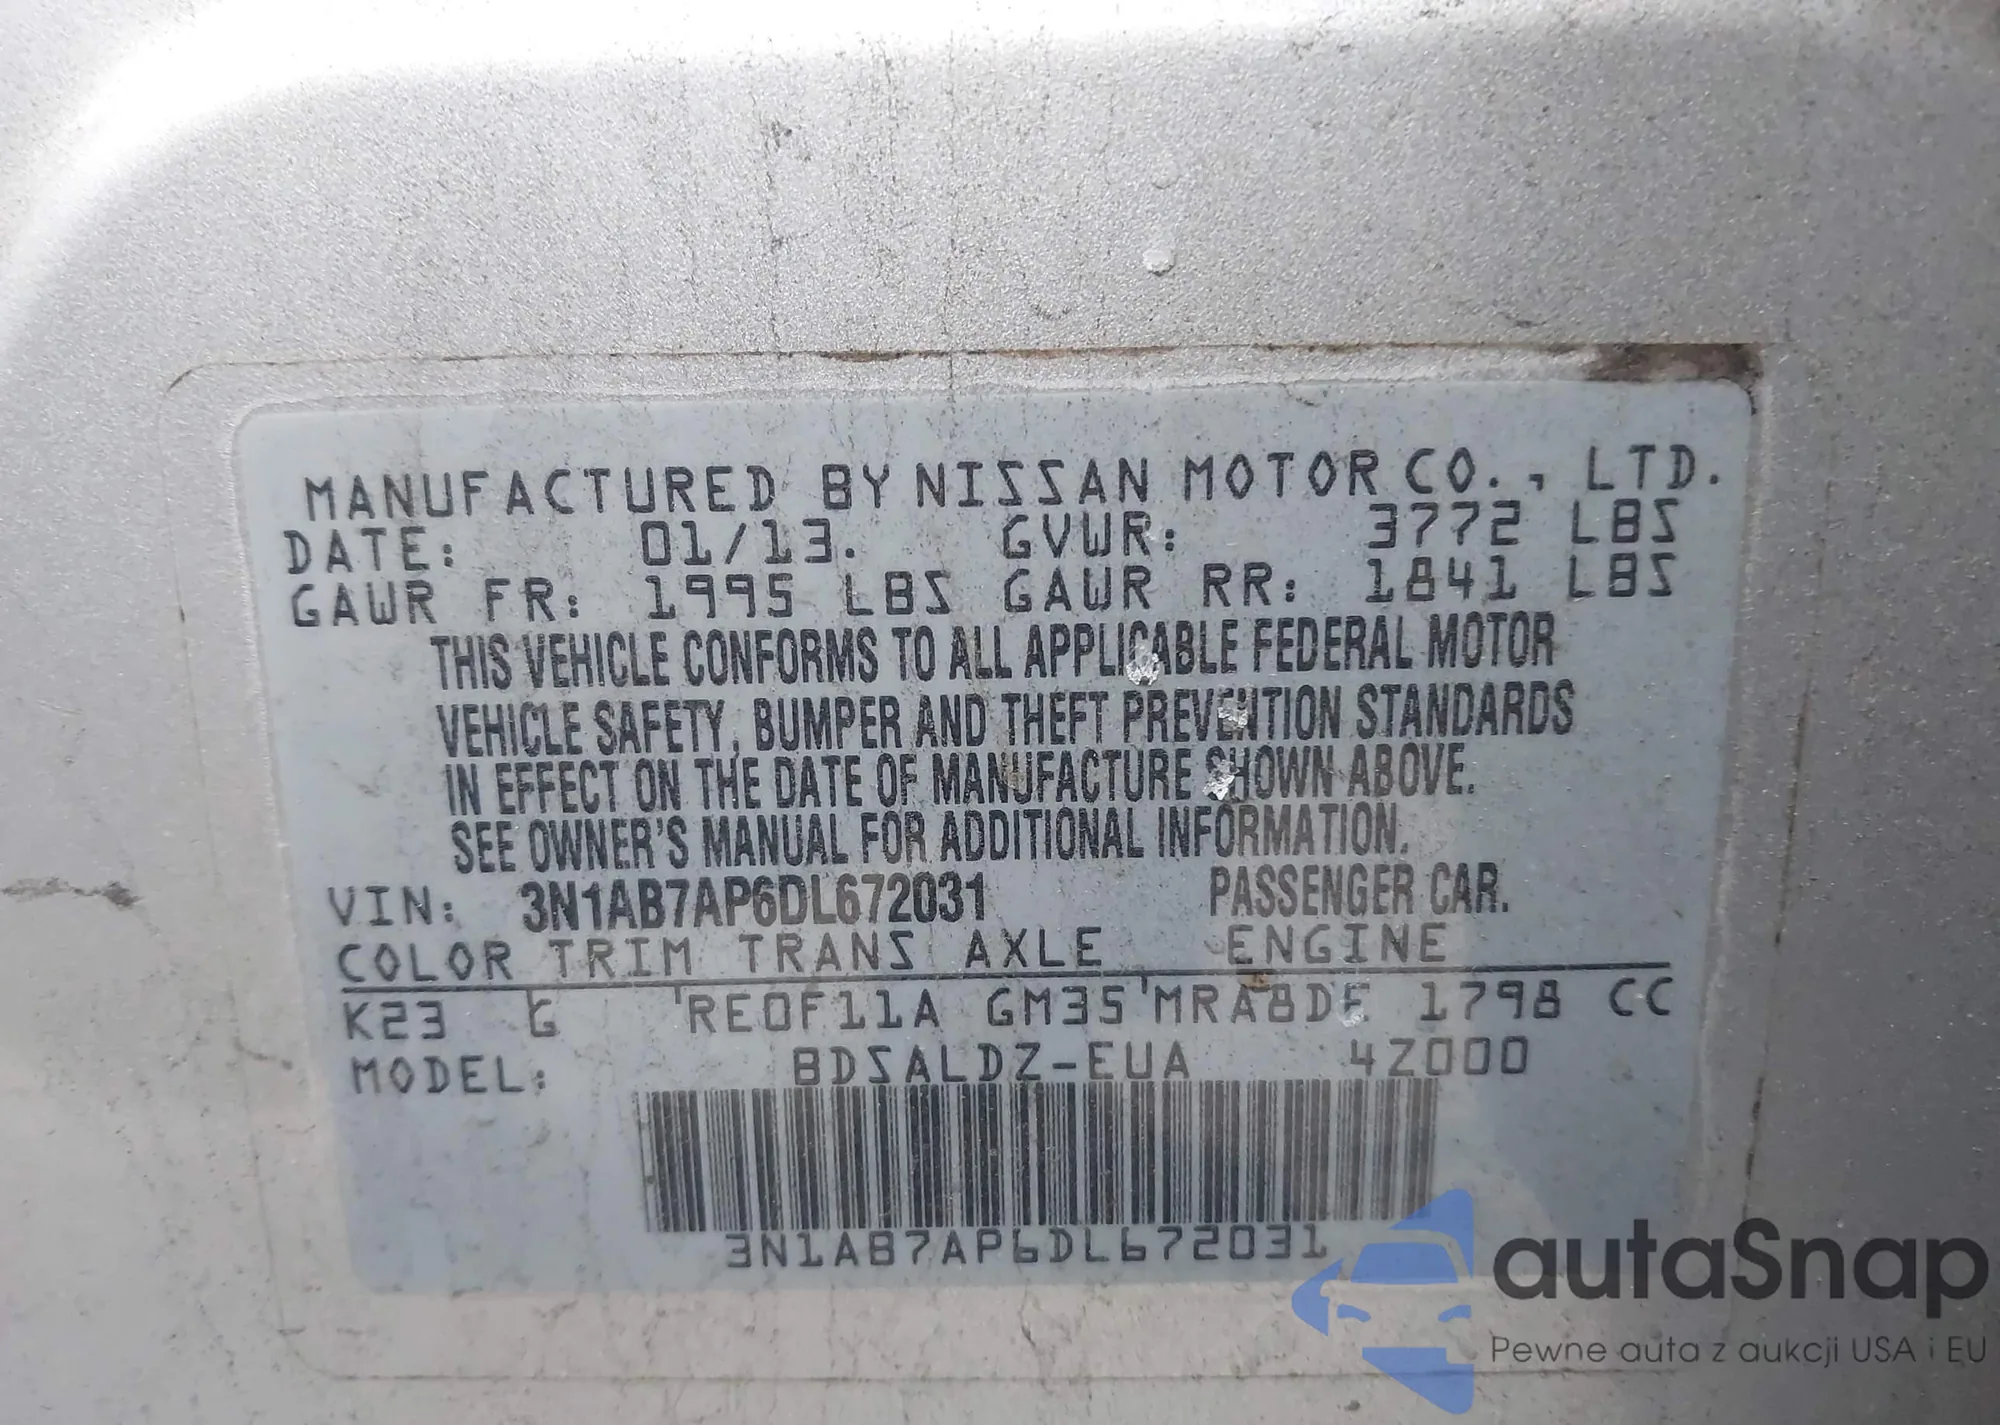 MANUFACTURED BY NISSAN MOTOR CO., LTD.
DATE: 01/13. GVWR: 3772 LBS
GAWR FR: 1995 LBS GAWR RR: 1841 LBS
THIS VEHICLE CONFORMS TO ALL APPLICABLE FEDERAL MOTOR
VEHICLE SAFETY, BUMPER AND THEFT PREVENTION STANDARDS
IN EFFECT ON THE DATE OF MANUFACTURE SHOWN ABOVE.
SEE OWNER'S MANUAL FOR ADDITIONAL INFORMATION.
VIN: 3N1AB7AP6DL672031 PASSENGER CAR.
COLOR TRIM TRANS AXLE ENGINE
K23 G 'RE0F11A GM35'MRA8DE 1798 CC
MODEL: BDSALDZ-EUA 4Z000
3N1AB7AP6DL672031
autaSnap
Pewne auta z aukcji USA i EU